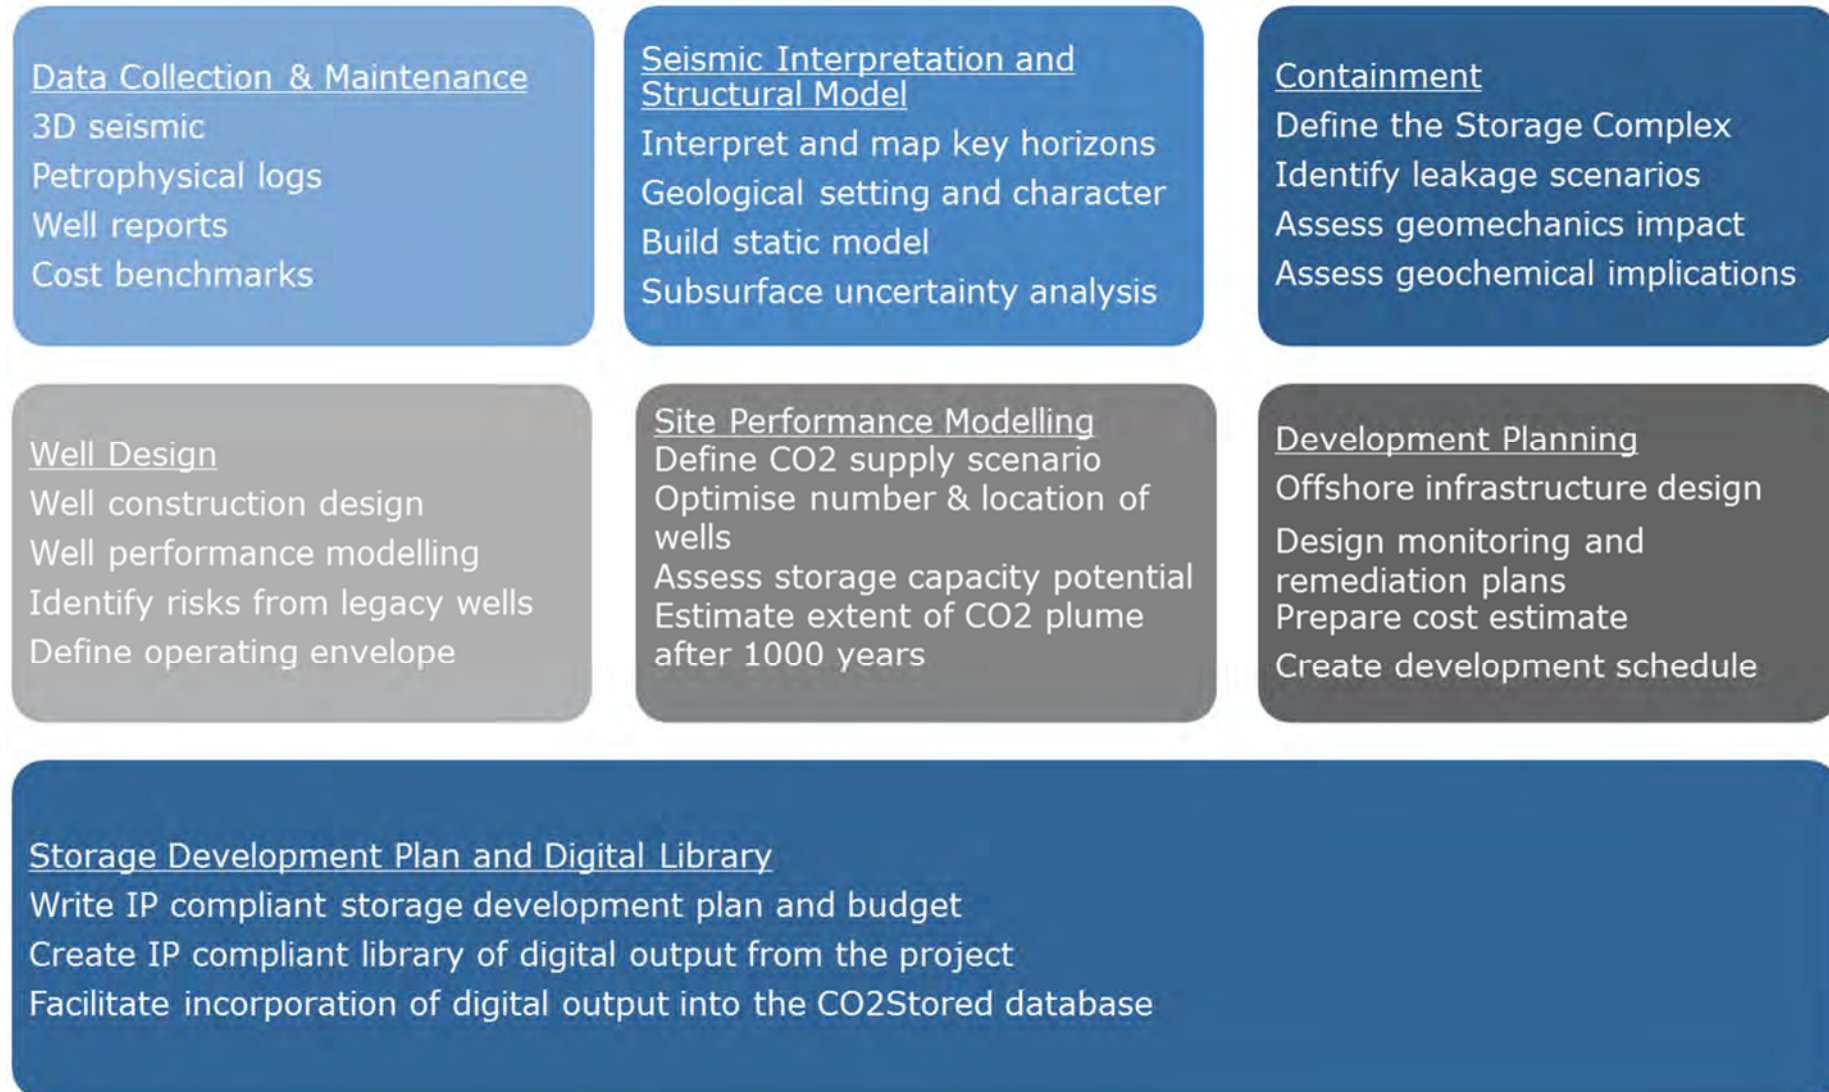 Data Collection & Maintenance
3D seismic
Petrophysical logs
Well reports
Cost benchmarks
Seismic Interpretation and
Structural Model
Interpret and map key horizons
Geological setting and character
Build static model
Subsurface uncertainty analysis
Containment
Define the Storage Complex
Identify leakage scenarios
Assess geomechanics impact
Assess geochemical implications
Well Design
Well construction design
Well performance modelling
Identify risks from legacy wells
Define operating envelope
Site Performance Modelling
Define CO2 supply scenario
Optimise number & location of
wells
Assess storage capacity potential
Estimate extent of CO2 plume
after 1000 years
Development Planning
Offshore infrastructure design
Design monitoring and
remediation plans
Prepare cost estimate
Create development schedule
Storage Development Plan and Digital Library
Write IP compliant storage development plan and budget
Create IP compliant library of digital output from the project
Facilitate incorporation of digital output into the CO2Stored database